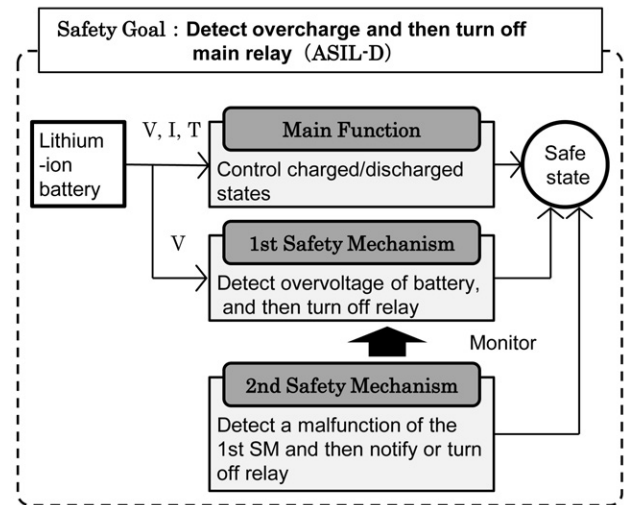 Safety Goal : Detect overcharge and then turn off
main relay (ASIL-D)
Lithium
-ion
battery
V, I, T
Main Function
Control charged/discharged
states
Safe
state
V
1st Safety Mechanism
Detect overvoltage of battery,
and then turn off relay
Monitor
2nd Safety Mechanism
Detect a malfunction of the
1st SM and then notify or turn
off relay